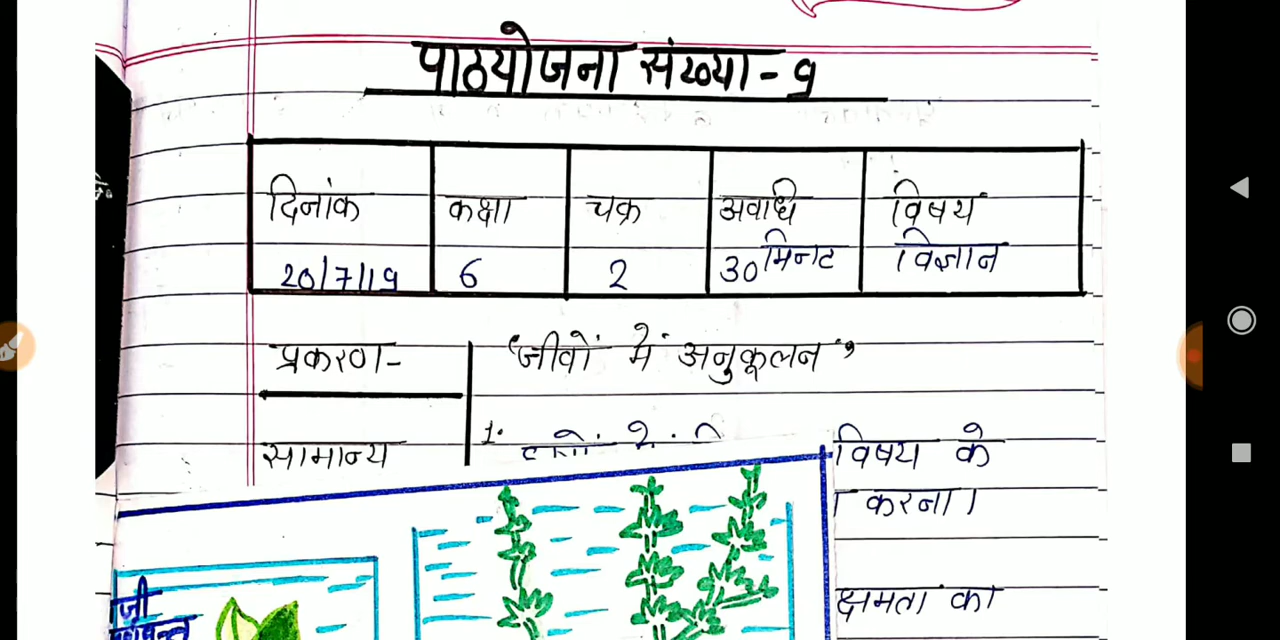 पाठयोजना संख्या - 9
दिनांक कक्षा चक्र अवधि विषय
20/7/19 6 2 30 मिनट विज्ञान
प्रकरण- "जीवों में अनुकूलन"
सामान्य 1.
विषय के
करना।
क्षमता का